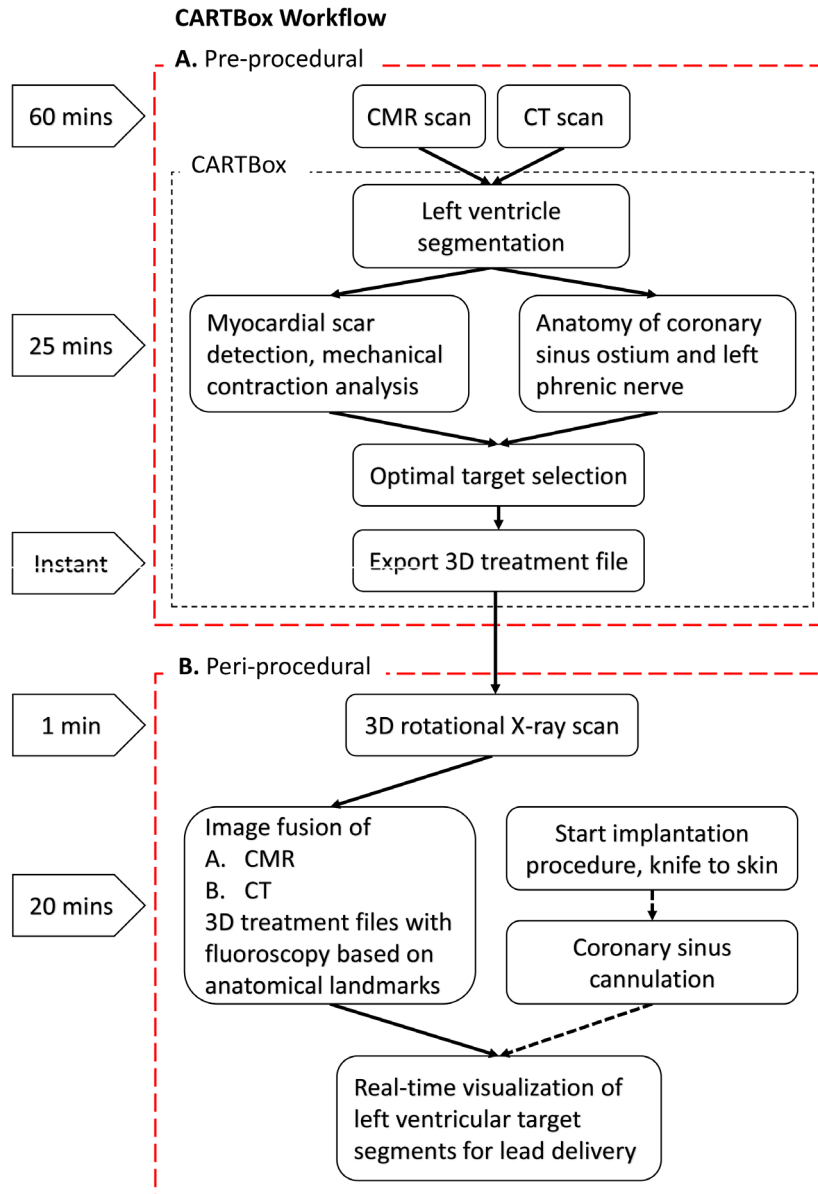 CARTBox Workflow
A. Pre-procedural
60 mins
CMR scan
CT scan
CARTBox
Left ventricle
segmentation
25 mins
Myocardial scar
detection, mechanical
contraction analysis
Anatomy of coronary
sinus ostium and left
phrenic nerve
Optimal target selection
Instant
Export 3D treatment file
B. Peri-procedural
1 min
3D rotational X-ray scan
20 mins
Image fusion of
A. CMR
B. CT
3D treatment files with
fluoroscopy based on
anatomical landmarks
Start implantation
procedure, knife to skin
Coronary sinus
cannulation
Real-time visualization of
left ventricular target
segments for lead delivery